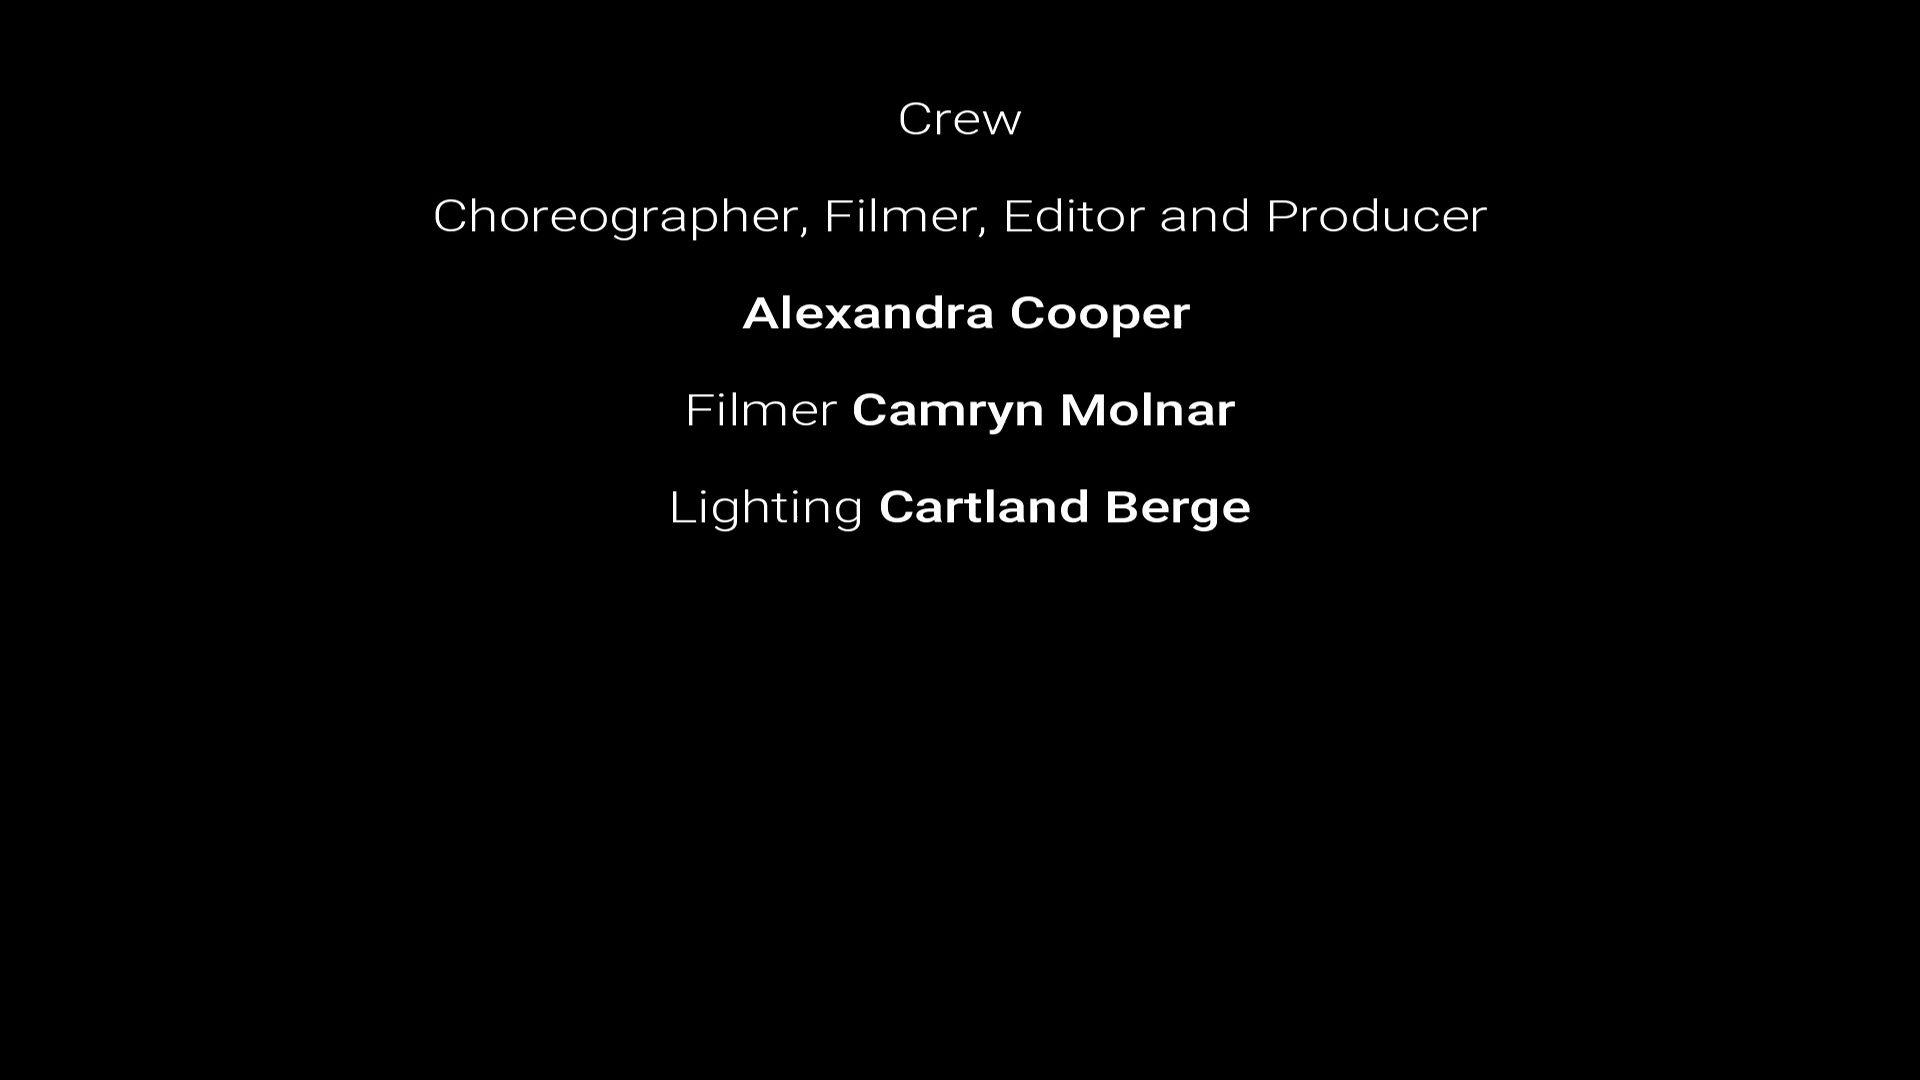 Crew
Choreographer, Filmer, Editor and Producer
Alexandra Cooper
Filmer Camryn Molnar
Lighting Cartland Berge